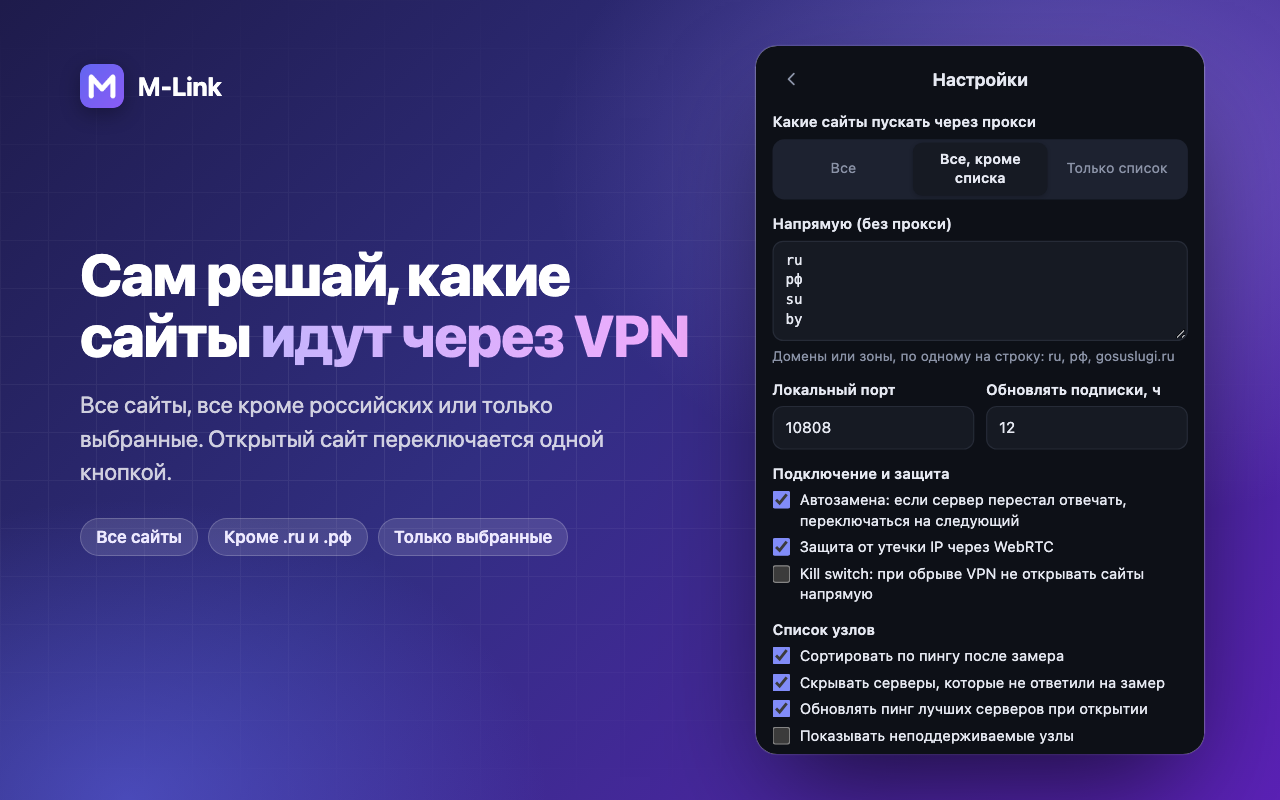 M-Link
Сам решай, какие
сайты идут через VPN
Все сайты, все кроме российских или только
выбранные. Открытый сайт переключается одной
кнопкой.
Все сайты
Кроме .ru и .рф
Только выбранные
Настройки
Какие сайты пускать через прокси
Все
Все, кроме
списка
Только список
Напрямую (без прокси)
ru
рф
su
by
Домены или зоны, по одному на строку: ru, рф, gosuslugi.ru
Локальный порт
Обновлять подписки, ч
10808
12
Подключение и защита
Автозамена: если сервер перестал отвечать,
переключаться на следующий
Защита от утечки IP через WebRTC
Kill switch: при обрыве VPN не открывать сайты
напрямую
Список узлов
Сортировать по пингу после замера
Скрывать серверы, которые не ответили на замер
Обновлять пинг лучших серверов при открытии
Показывать неподдерживаемые узлы